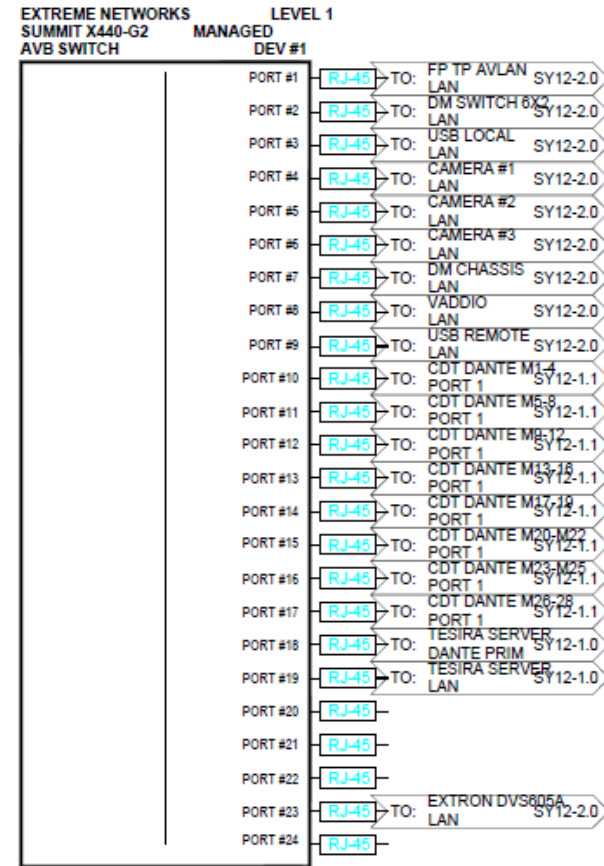 EXTREME NETWORKS LEVEL 1
SUMMIT X440-G2 MANAGED
AVB SWITCH DEV #1
PORT #1 RJ-45 TO: FP TP AVLAN LAN SY12-2.0
PORT #2 RJ-45 TO: DM SWITCH 6X2 LAN SY12-2.0
PORT #3 RJ-45 TO: USB LOCAL LAN SY12-2.0
PORT #4 RJ-45 TO: CAMERA #1 LAN SY12-2.0
PORT #5 RJ-45 TO: CAMERA #2 LAN SY12-2.0
PORT #6 RJ-45 TO: CAMERA #3 LAN SY12-2.0
PORT #7 RJ-45 TO: DM CHASSIS LAN SY12-2.0
PORT #8 RJ-45 TO: VADDIO LAN SY12-2.0
PORT #9 RJ-45 TO: USB REMOTE LAN SY12-2.0
PORT #10 RJ-45 TO: CDT DANTE M1-4 PORT 1 SY12-1.1
PORT #11 RJ-45 TO: CDT DANTE M5-8 PORT 1 SY12-1.1
PORT #12 RJ-45 TO: CDT DANTE M9-12 PORT 1 SY12-1.1
PORT #13 RJ-45 TO: CDT DANTE M13-16 PORT 1 SY12-1.1
PORT #14 RJ-45 TO: CDT DANTE M17-19 PORT 1 SY12-1.1
PORT #15 RJ-45 TO: CDT DANTE M20-M22 PORT 1 SY12-1.1
PORT #16 RJ-45 TO: CDT DANTE M23-M25 PORT 1 SY12-1.1
PORT #17 RJ-45 TO: CDT DANTE M26-28 PORT 1 SY12-1.1
PORT #18 RJ-45 TO: TESIRA SERVER DANTE PRIM SY12-1.0
PORT #19 RJ-45 TO: TESIRA SERVER LAN SY12-1.0
PORT #20 RJ-45
PORT #21 RJ-45
PORT #22 RJ-45
PORT #23 RJ-45 TO: EXTRON DVS605A LAN SY12-2.0
PORT #24 RJ-45